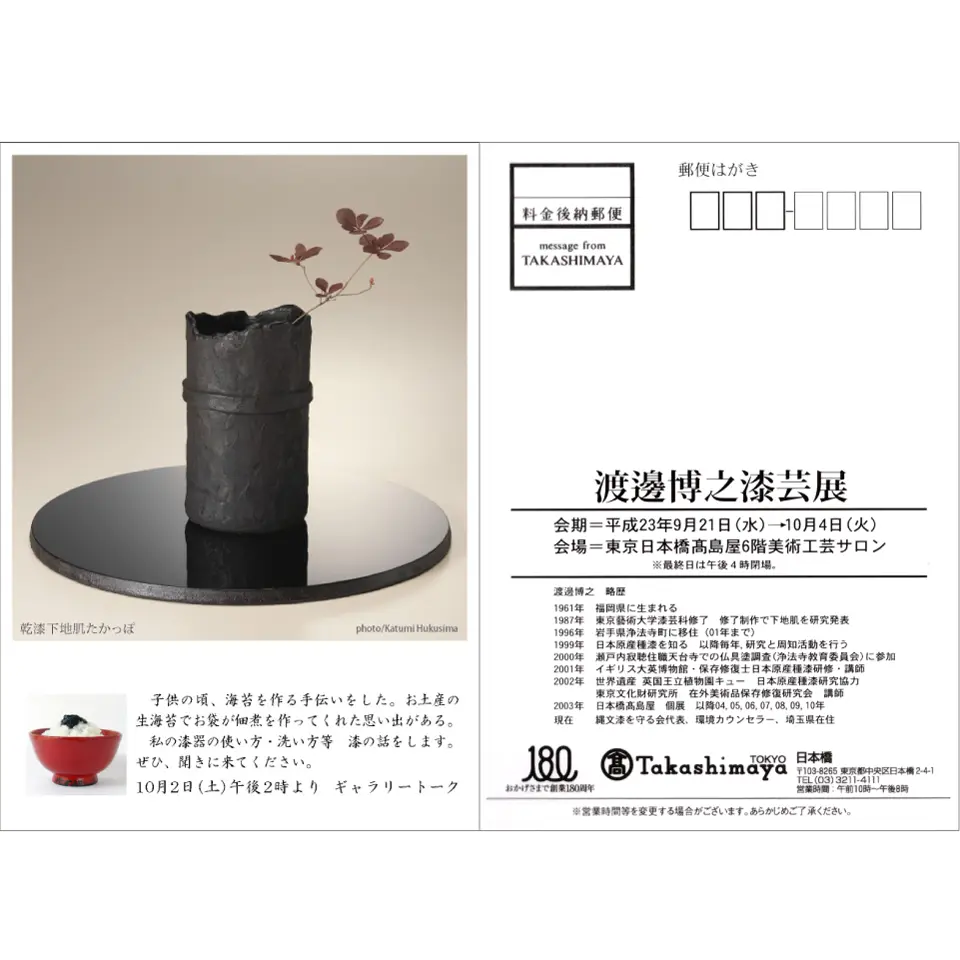 乾漆下地肌たかっぽ
photo/Katumi Hukusima
子供の頃、海苔を作る手伝いをした。お土産の
生海苔でお袋が佃煮を作ってくれた思い出がある。
私の漆器の使い方・洗い方等 漆の話をします。
ぜひ、聞きに来てください。
10月2日(土)午後2時より ギャラリートーク
郵便はがき
料金後納郵便
message from
TAKASHIMAYA
渡邊博之漆芸展
会期=平成23年9月21日(水)→10月4日(火)
会場=東京日本橋髙島屋6階美術工芸サロン
※最終日は午後4時閉場。
渡邊博之 略歴
1961年 福岡県に生まれる
1987年 東京藝術大学漆芸科修了 修了制作で下地肌を研究発表
1996年 岩手県浄法寺町に移住(01年まで)
1999年 日本原産種漆を知る 以降毎年,研究と周知活動を行う
2000年 瀬戸内寂聴住職天台寺での仏具塗調査(浄法寺教育委員会)に参加
2001年 イギリス大英博物館・保存修復士日本原産種漆研修・講師
2002年 世界遺産 英国王立植物園キュー 日本原産種漆研究協力
東京文化財研究所 在外美術品保存修復研究会 講師
2003年 日本橋髙島屋 個展 以降04,05,06,07,08,09,10年
現在 縄文漆を守る会代表、環境カウンセラー、埼玉県在住
180
おかげさまで創業180周年
髙 Takashimaya TOKYO 日本橋
〒103-8265 東京都中央区日本橋2-4-1
TEL(03)3211-4111
営業時間:午前10時〜午後8時
※営業時間等を変更する場合がございます。あらかじめご了承ください。